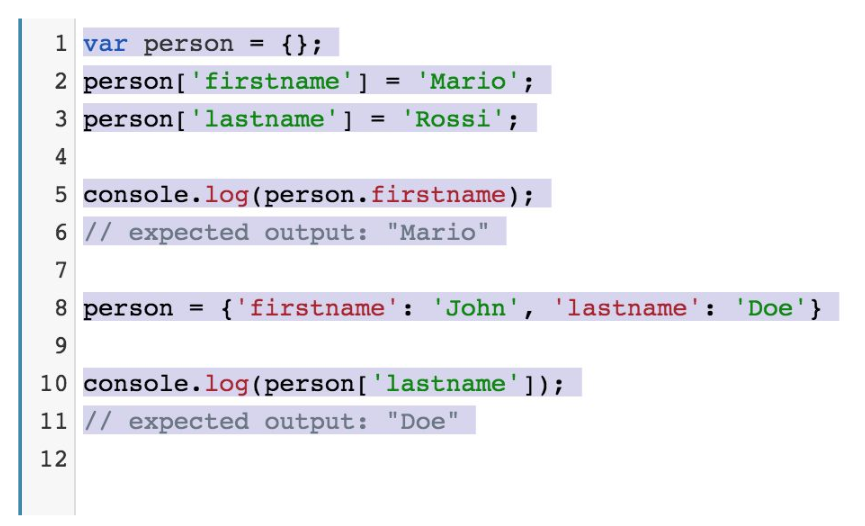 1 var person = {};
2 person['firstname'] = 'Mario';
3 person['lastname'] = 'Rossi';
4
5 console.log(person.firstname);
6 // expected output: "Mario"
7
8 person = {'firstname': 'John', 'lastname': 'Doe'}
9
10 console.log(person['lastname']);
11 // expected output: "Doe"
12